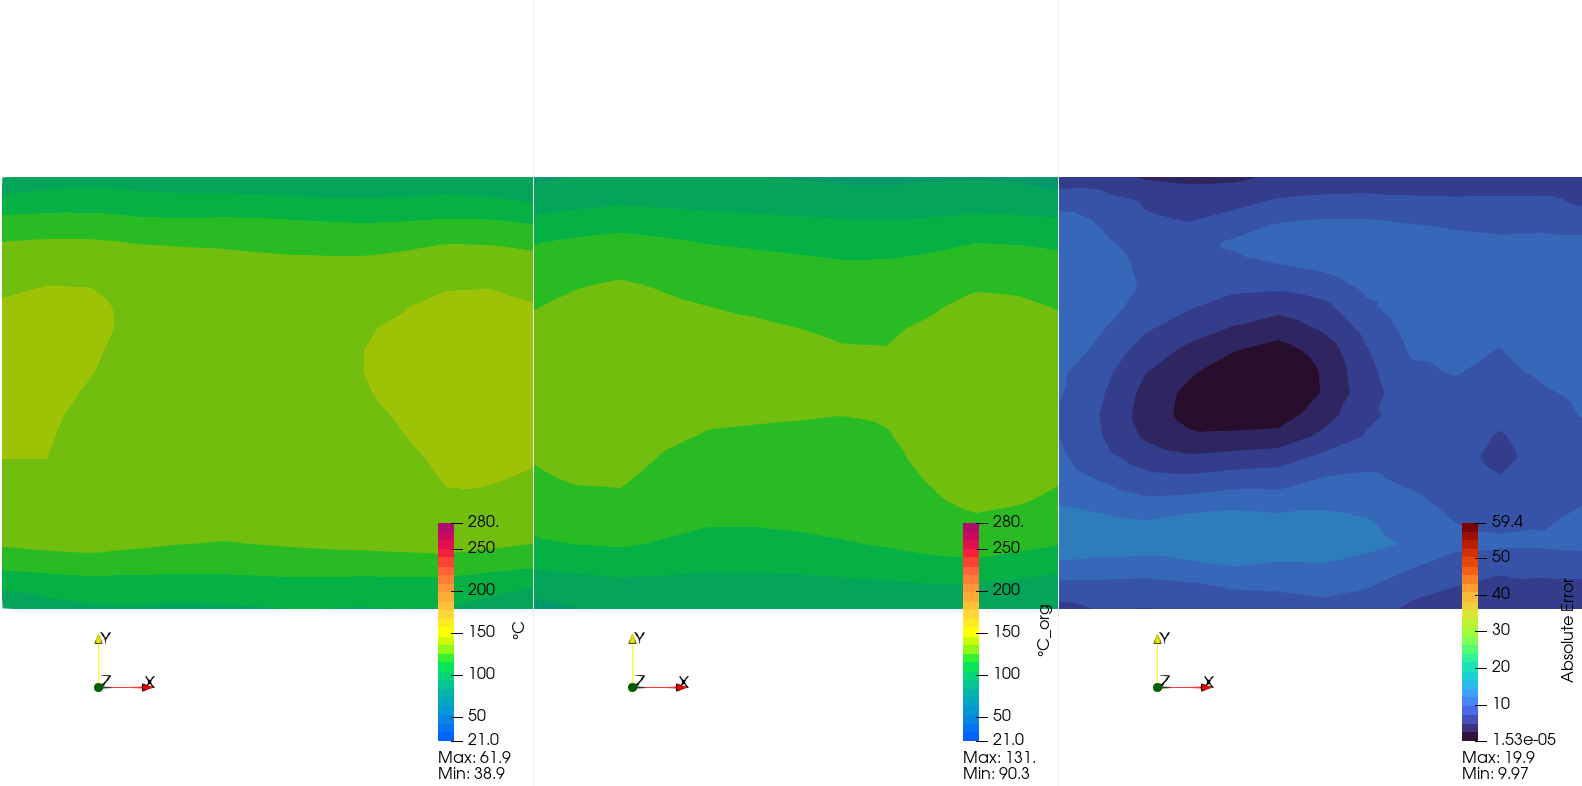 280.
250
200
150
100
50
21.0
°C
Max: 61.9
Min: 38.9
Y
Z
X
280.
250
200
150
100
50
21.0
°C_org
Max: 131.
Min: 90.3
Y
Z
X
59.4
50
40
30
20
10
1.53e-05
Absolute Error
Max: 19.9
Min: 9.97
Y
Z
X